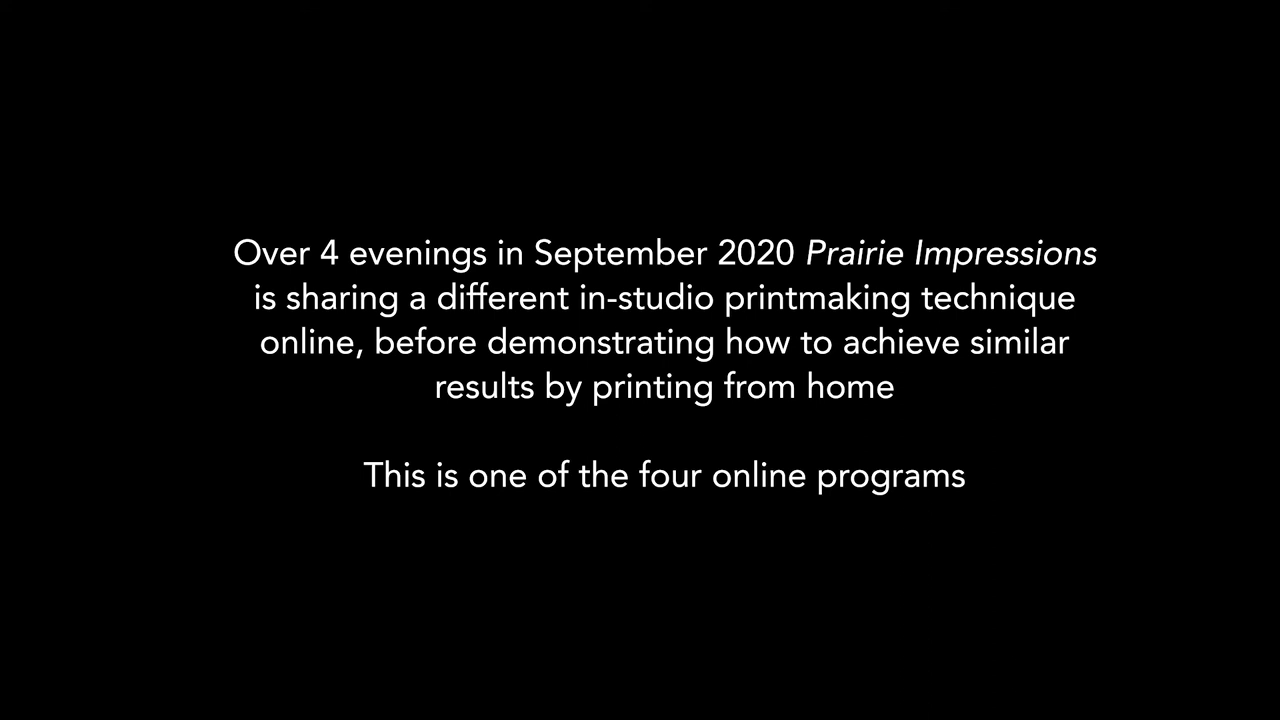 Over 4 evenings in September 2020 Prairie Impressions
is sharing a different in-studio printmaking technique
online, before demonstrating how to achieve similar
results by printing from home
This is one of the four online programs